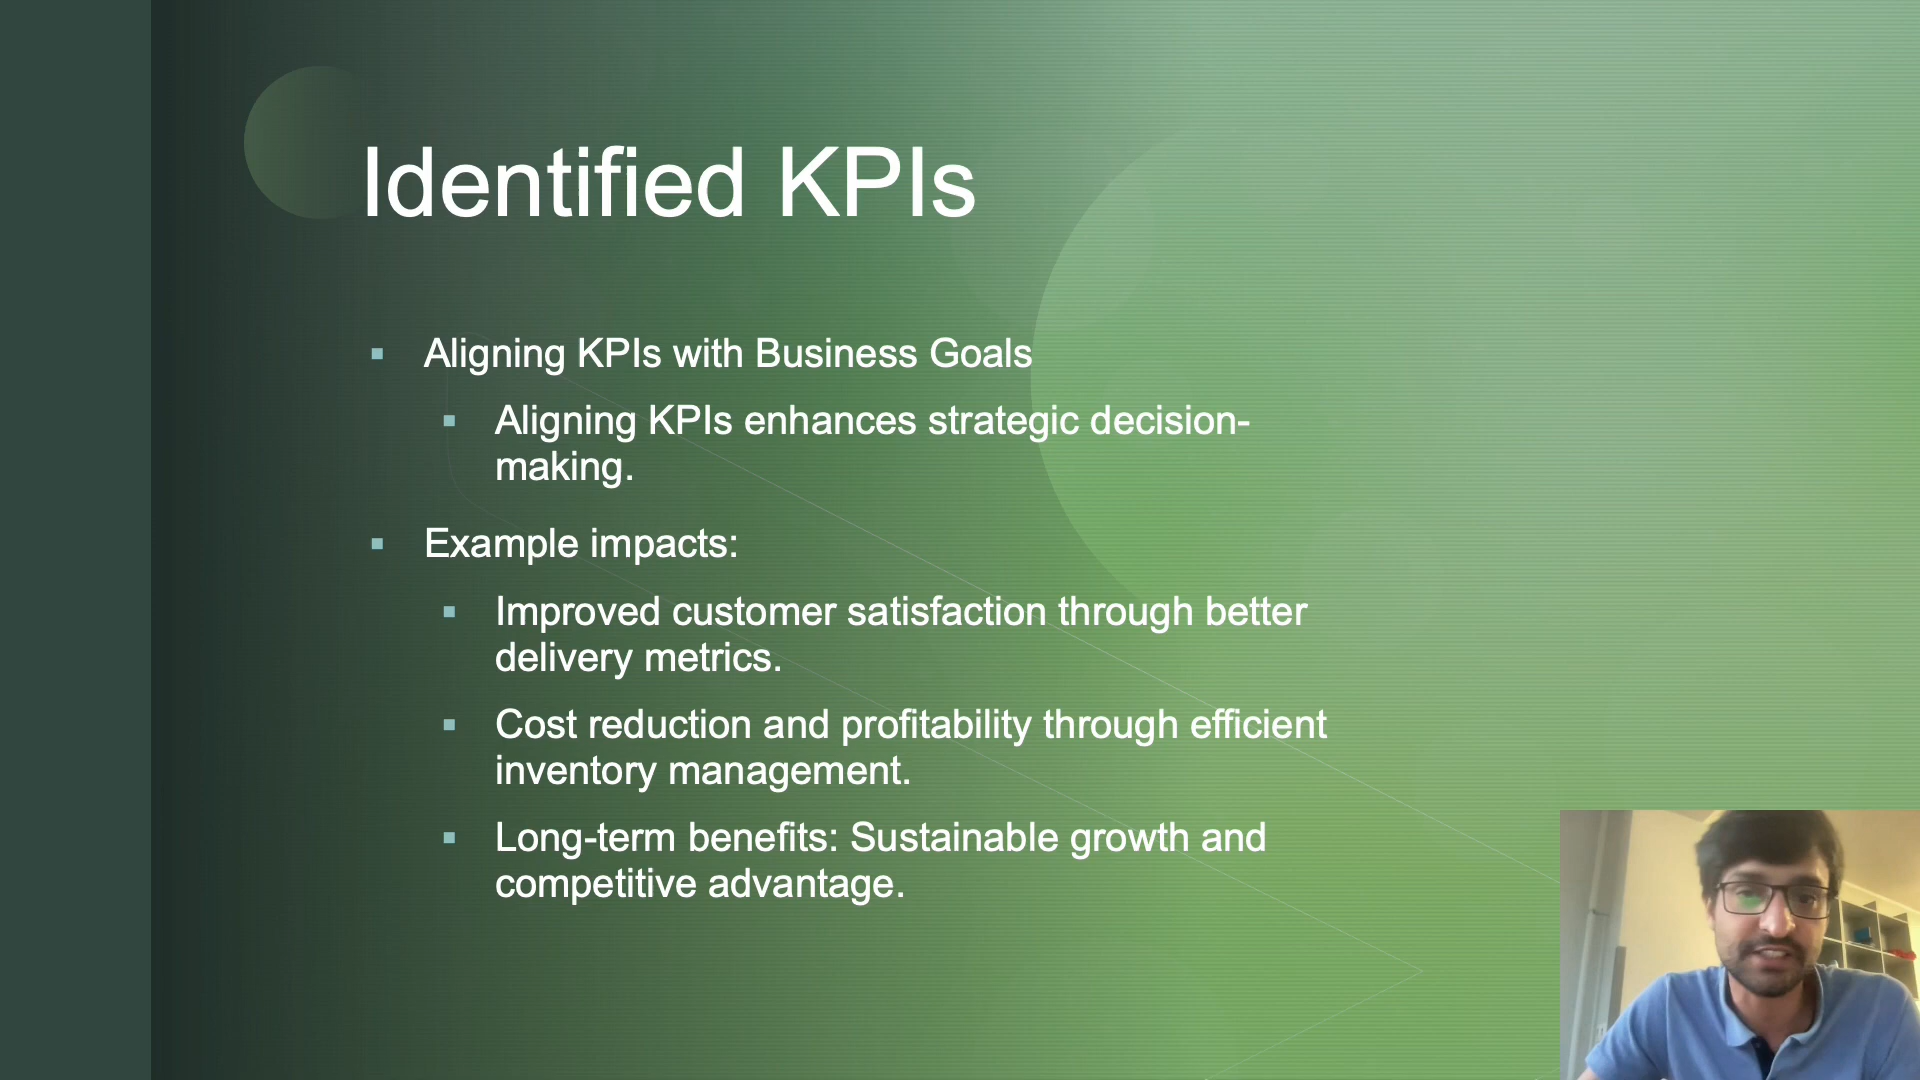 Identified KPIs
Aligning KPIs with Business Goals
Aligning KPIs enhances strategic decision-
making.
Example impacts:
Improved customer satisfaction through better
delivery metrics.
Cost reduction and profitability through efficient
inventory management.
Long-term benefits: Sustainable growth and
competitive advantage.